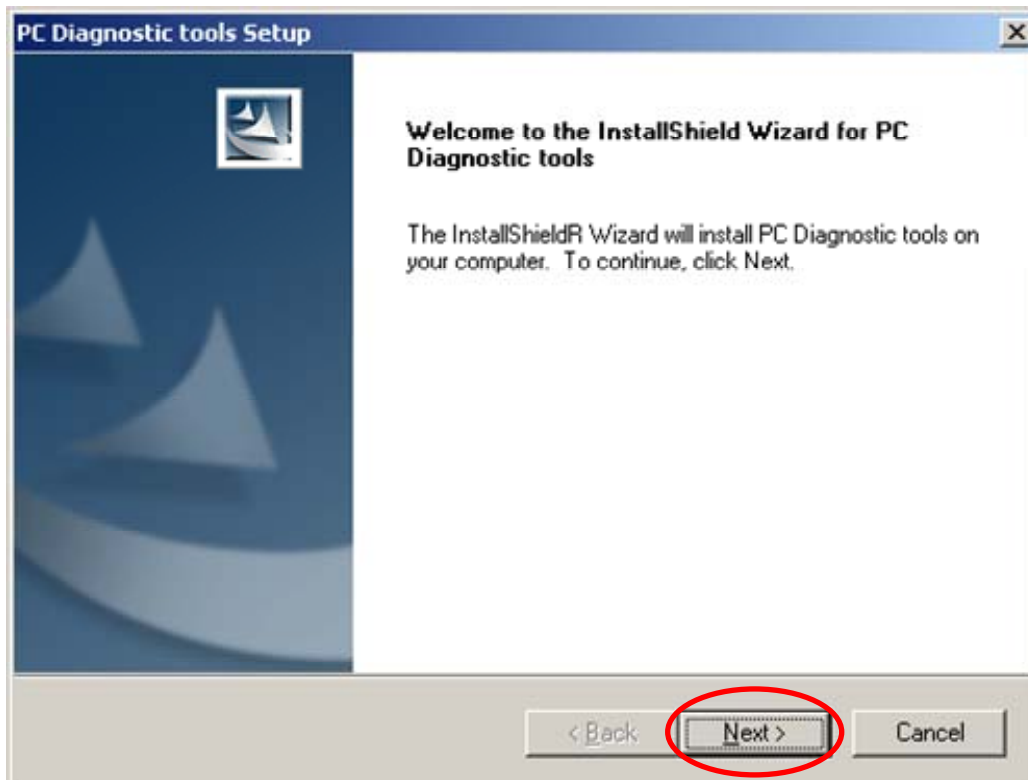 PC Diagnostic tools Setup
Welcome to the InstallShield Wizard for PC
Diagnostic tools
The InstallShieldR Wizard will install PC Diagnostic tools on
your computer. To continue, click Next.
< Back Next > Cancel